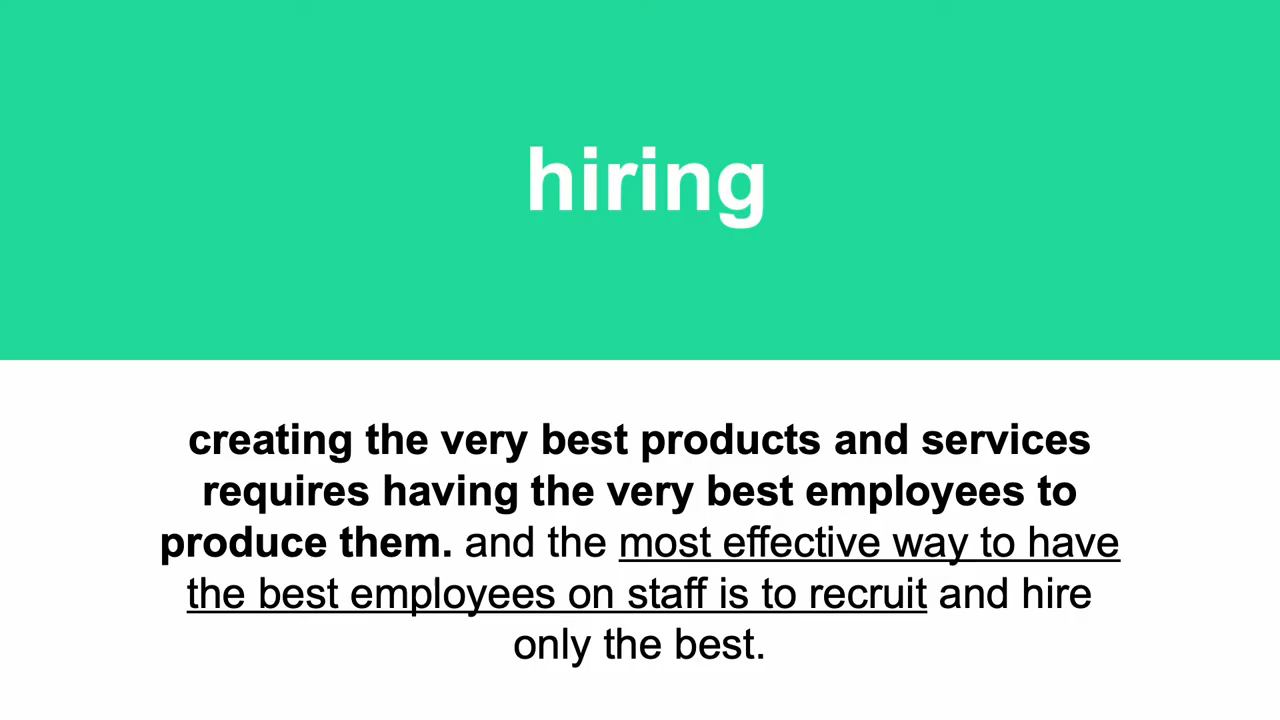 hiring
creating the very best products and services
requires having the very best employees to
produce them. and the most effective way to have
the best employees on staff is to recruit and hire
only the best.